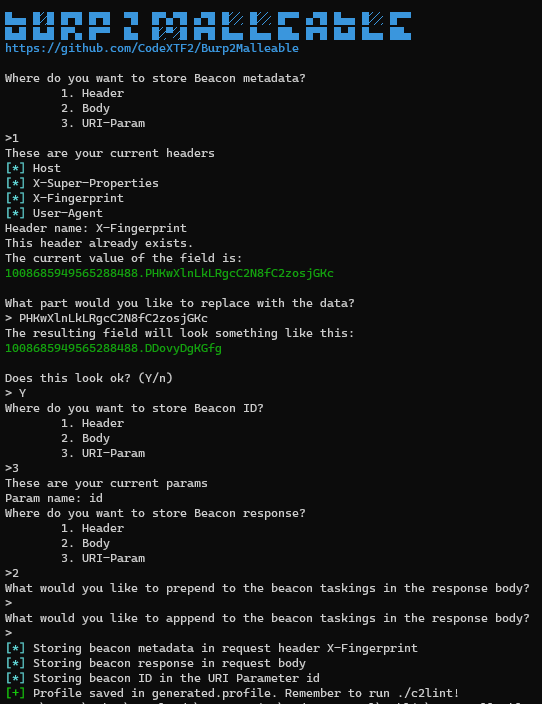 https://github.com/CodeXTF2/Burp2Malleable
Where do you want to store Beacon metadata?
1. Header
2. Body
3. URI-Param
>1
These are your current headers
[*] Host
[*] X-Super-Properties
[*] X-Fingerprint
[*] User-Agent
Header name: X-Fingerprint
This header already exists.
The current value of the field is:
1008685949565288488.PHKwXlnLkLRgcC2N8fC2zosjGKc
What part would you like to replace with the data?
> PHKwXlnLkLRgcC2N8fC2zosjGKc
The resulting field will look something like this:
1008685949565288488.DDovyDgKGfg
Does this look ok? (Y/n)
> Y
Where do you want to store Beacon ID?
1. Header
2. Body
3. URI-Param
>3
These are your current params
Param name: id
Where do you want to store Beacon response?
1. Header
2. Body
3. URI-Param
>2
What would you like to prepend to the beacon taskings in the response body?
>
What would you like to apppend to the beacon taskings in the response body?
>
[*] Storing beacon metadata in request header X-Fingerprint
[*] Storing beacon response in request body
[*] Storing beacon ID in the URI Parameter id
[+] Profile saved in generated.profile. Remember to run ./c2lint!